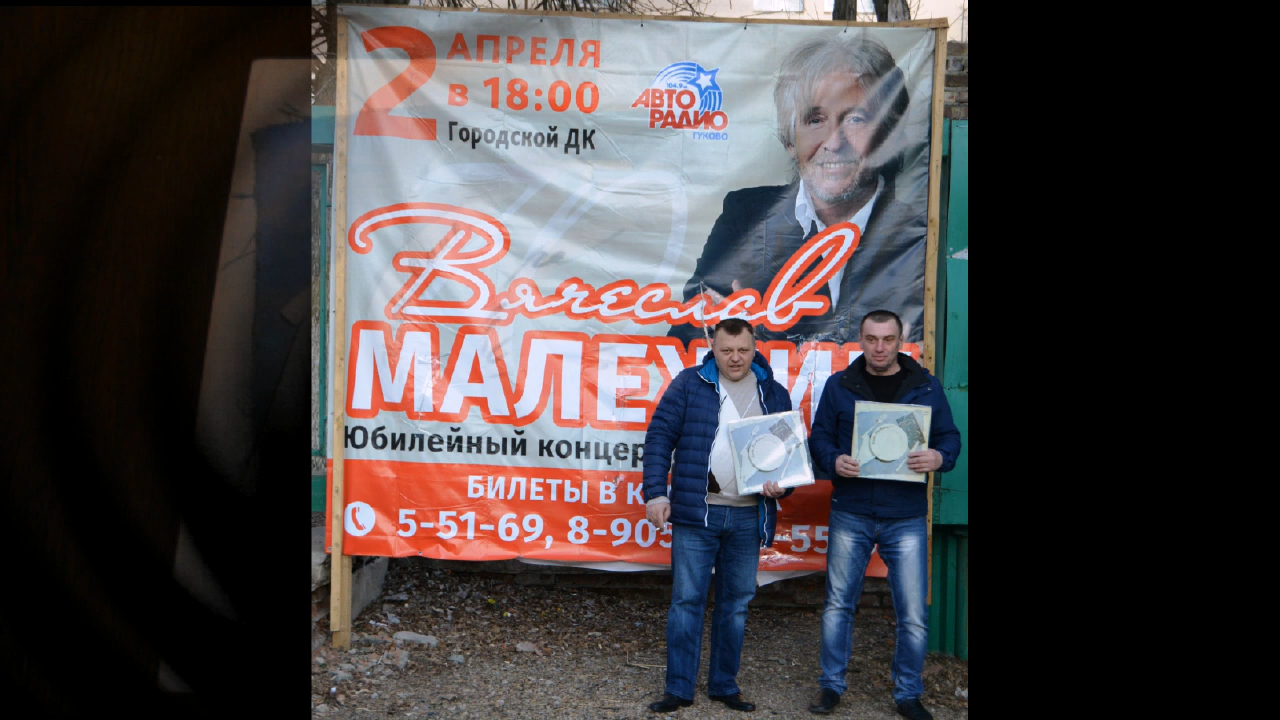 2 АПРЕЛЯ
в 18:00
Городской ДК
104.9 FM
АВТО
РАДИО
ГУКОВО
Вячеслав
МАЛЕ
Юбилейный концер
БИЛЕТЫ В К
5-51-69, 8-905 -55